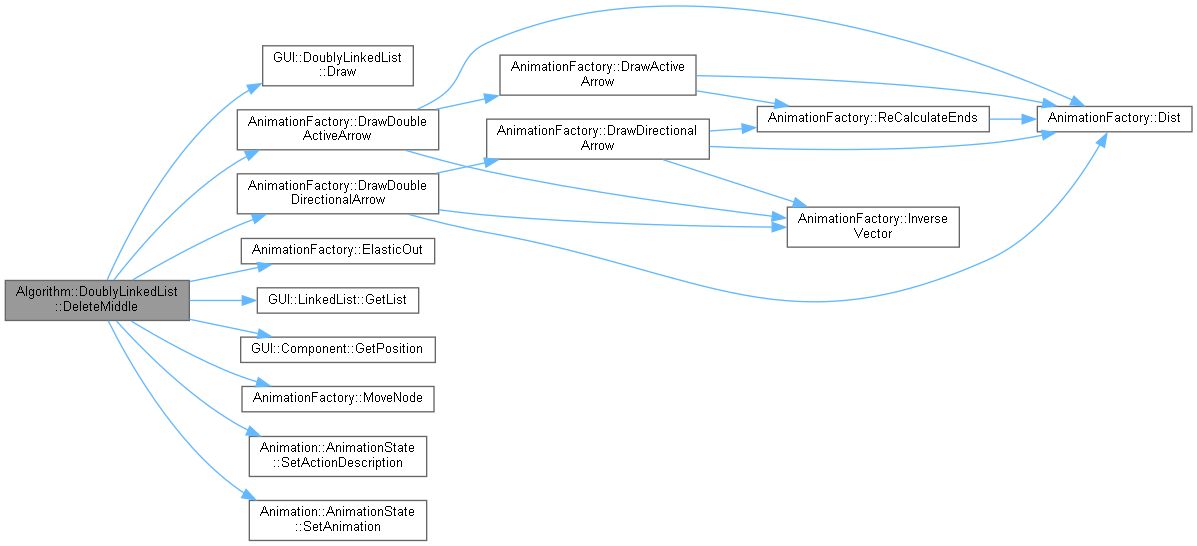 GUI::DoublyLinkedList
::Draw
AnimationFactory::DrawDouble
ActiveArrow
AnimationFactory::DrawDouble
DirectionalArrow
AnimationFactory::ElasticOut
Algorithm::DoublyLinkedList
::DeleteMiddle
GUI::LinkedList::GetList
GUI::Component::GetPosition
AnimationFactory::MoveNode
Animation::AnimationState
::SetActionDescription
Animation::AnimationState
::SetAnimation
AnimationFactory::DrawActive
Arrow
AnimationFactory::DrawDirectional
Arrow
AnimationFactory::ReCalculateEnds
AnimationFactory::Inverse
Vector
AnimationFactory::Dist